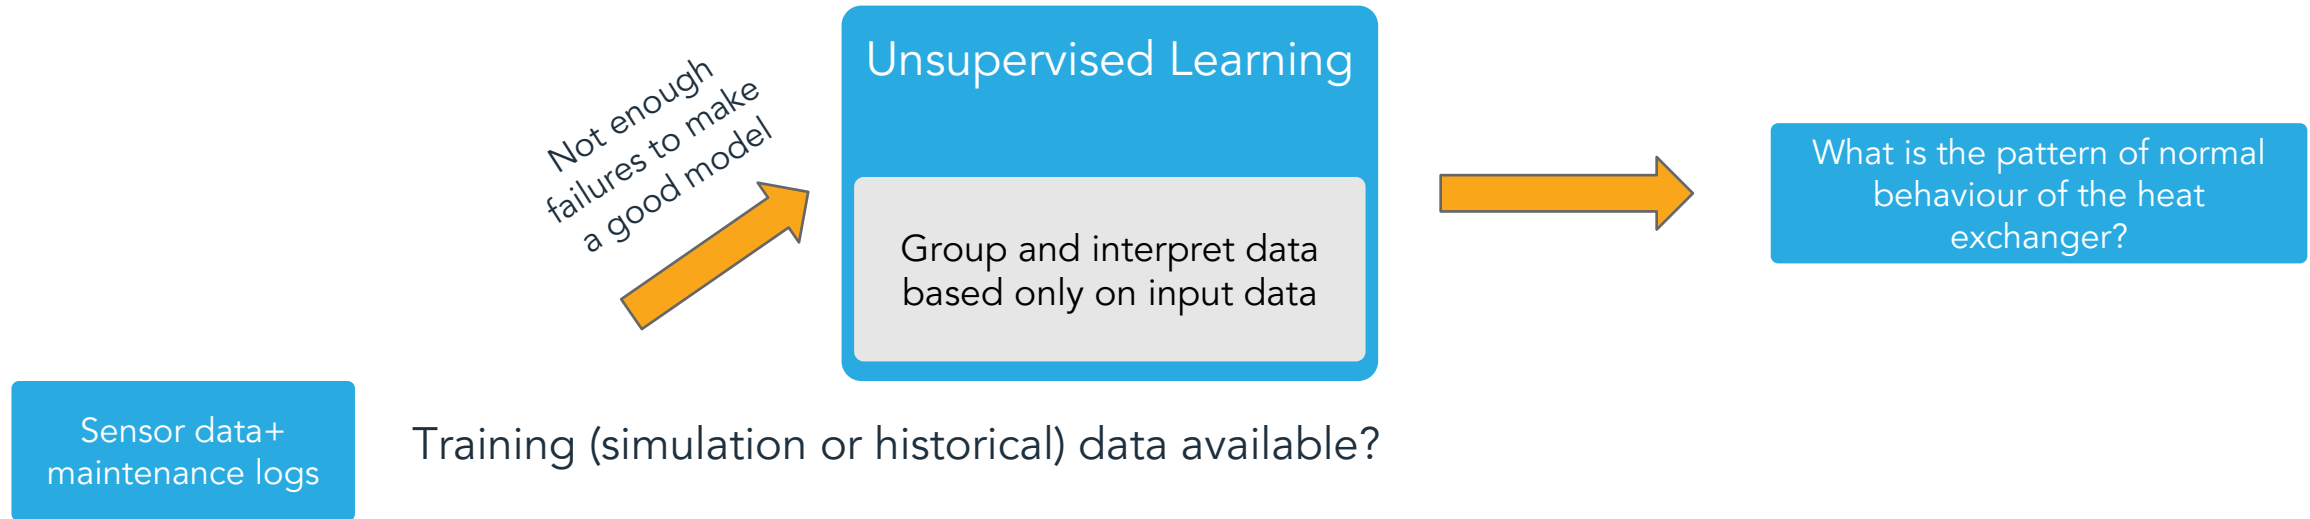 Not enough
failures to make
a good model
Unsupervised Learning
Group and interpret data
based only on input data
What is the pattern of normal
behaviour of the heat
exchanger?
Sensor data+
maintenance logs
Training (simulation or historical) data available?